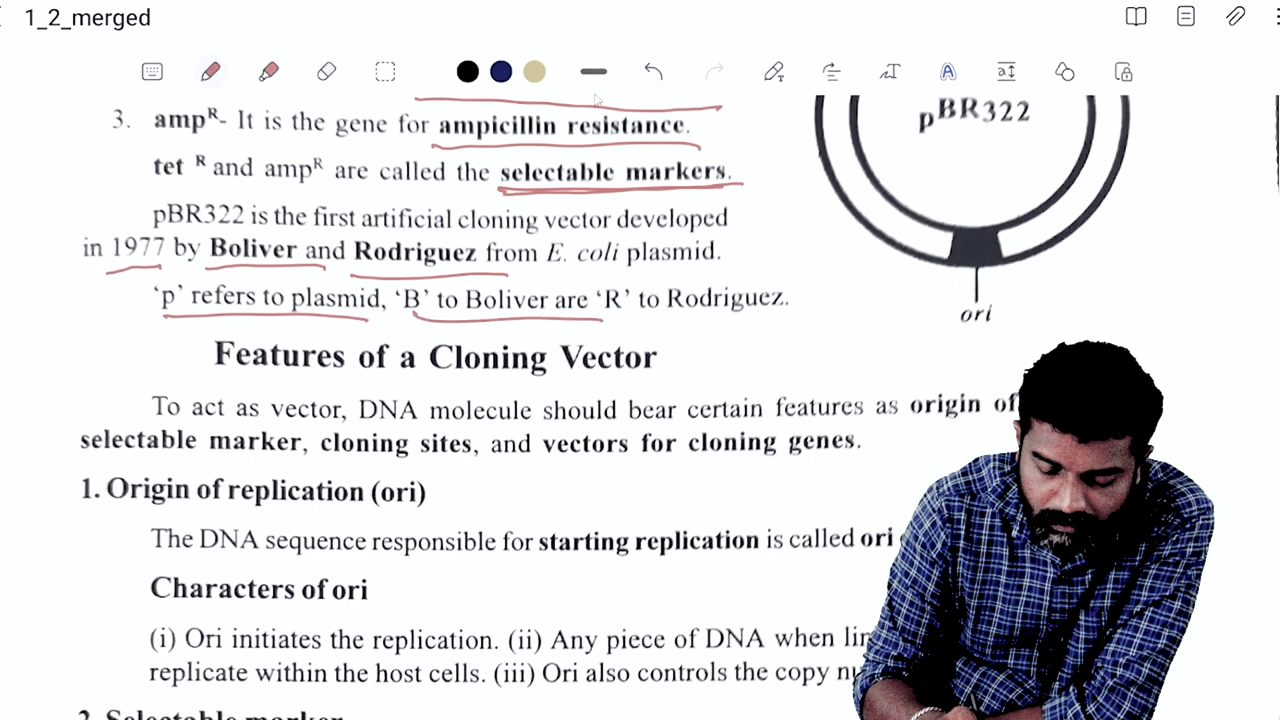 1_2_merged
3. ampᴿ- It is the gene for ampicillin resistance.
tet ᴿ and ampᴿ are called the selectable markers.
pBR322 is the first artificial cloning vector developed
in 1977 by Boliver and Rodriguez from E. coli plasmid.
'p' refers to plasmid, 'B' to Boliver are 'R' to Rodriguez.
pBR322
ori
Features of a Cloning Vector
To act as vector, DNA molecule should bear certain features as origin of
selectable marker, cloning sites, and vectors for cloning genes.
1. Origin of replication (ori)
The DNA sequence responsible for starting replication is called ori
Characters of ori
(i) Ori initiates the replication. (ii) Any piece of DNA when
replicate within the host cells. (iii) Ori also controls the copy
2. Selectable marker